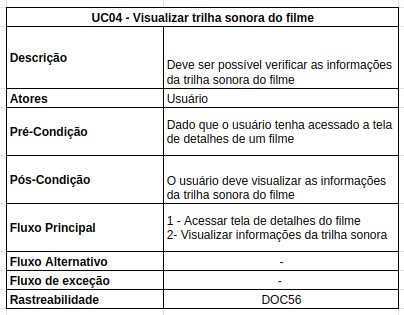 UC04 - Visualizar trilha sonora do filme
Descrição
Deve ser possível verificar as informações
da trilha sonora do filme
Atores
Usuário
Pré-Condição
Dado que o usuário tenha acessado a tela
de detalhes de um filme
Pós-Condição
O usuário deve visualizar as informações
da trilha sonora do filme
Fluxo Principal
1 - Acessar tela de detalhes do filme
2- Visualizar informações da trilha sonora
Fluxo Alternativo
-
Fluxo de exceção
-
Rastreabilidade
DOC56